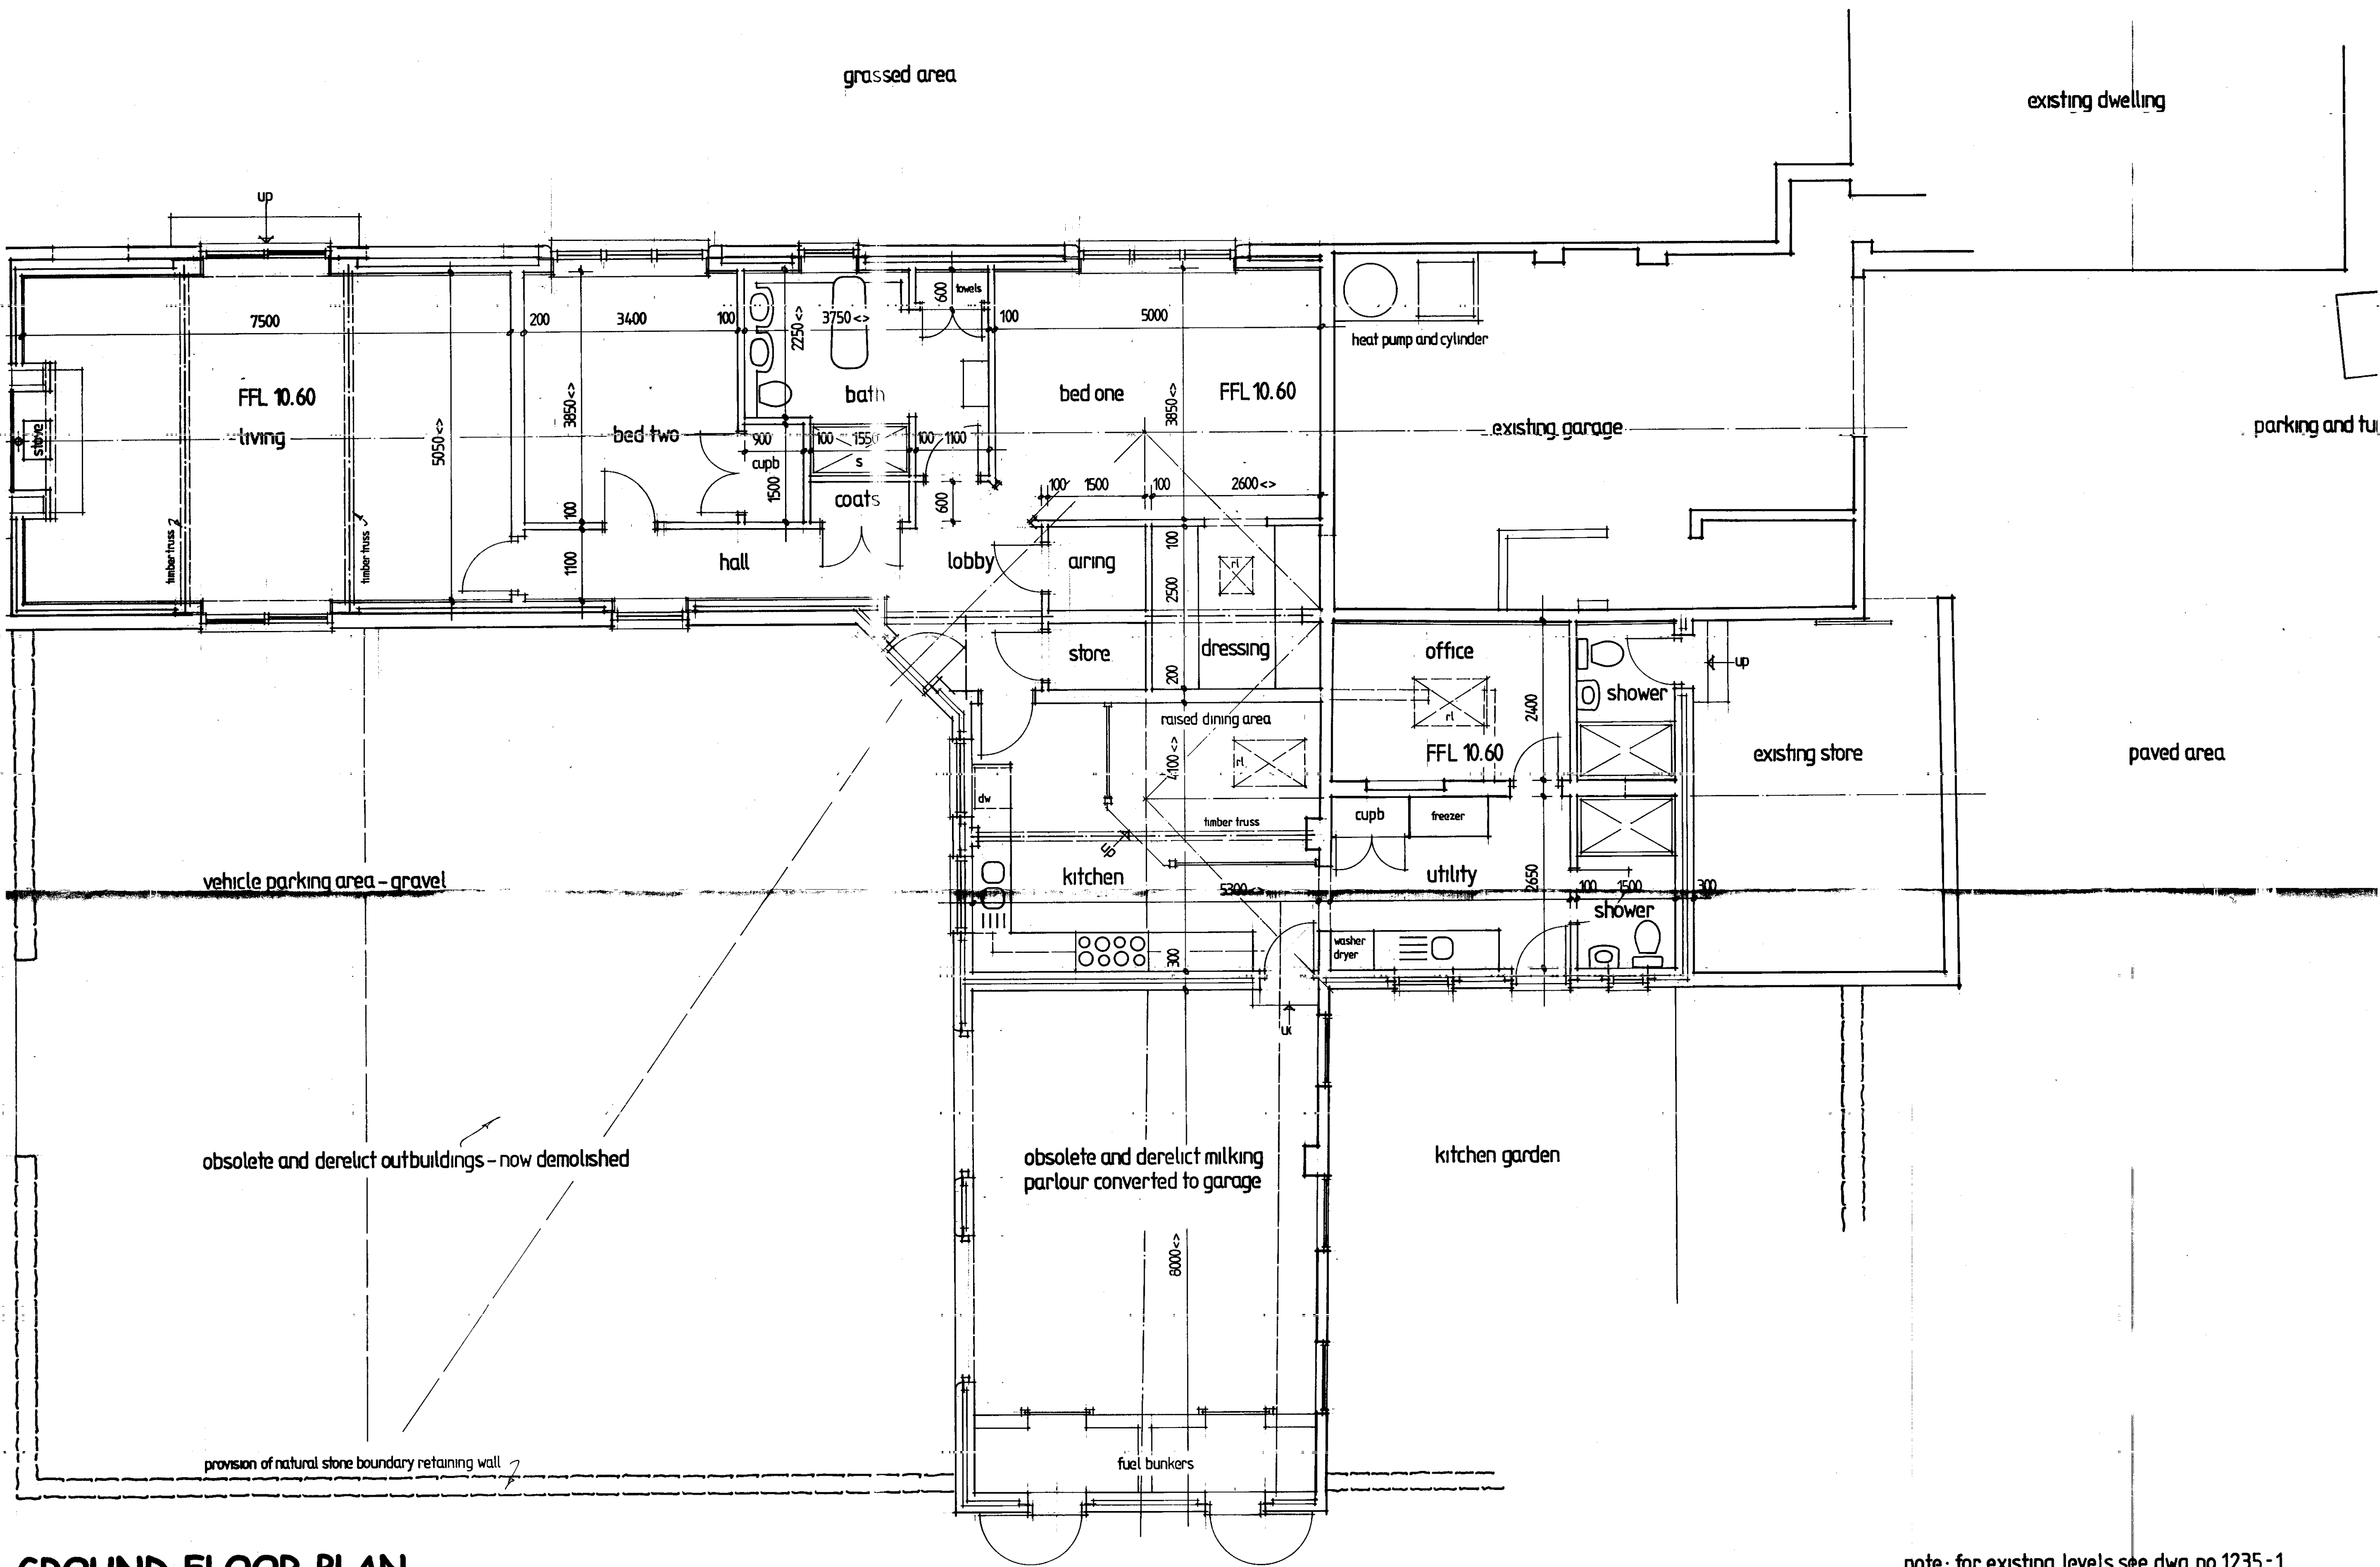 grassed area
existing dwelling
up
7500
200
3400
100
2250<>
3750<>
600
towels
100
5000
heat pump and cylinder
FFL 10.60
living
stove
5050<>
3850<>
bed two
bath
bed one
3850<>
FFL 10.60
existing garage
parking and
900
100
1550
100
1100
cupb
s
1500
coats
600
100
1500
100
2600<>
timber truss
timber truss
100
1100
hall
lobby
airing
100
2500
rl
store
200
dressing
office
shower
up
raised dining area
rl
2400
4100<>
rl
FFL 10.60
existing store
paved area
dw
timber truss
cupb
freezer
up
kitchen
utility
2650
vehicle parking area - gravel
5300<>
100
1500
300
shower
washer
dryer
300
obsolete and derelict outbuildings - now demolished
obsolete and derelict milking
parlour converted to garage
kitchen garden
8000<>
provision of natural stone boundary retaining wall
fuel bunkers
GROUND FLOOR PLAN
note: for existing levels see dwg no 1235-1